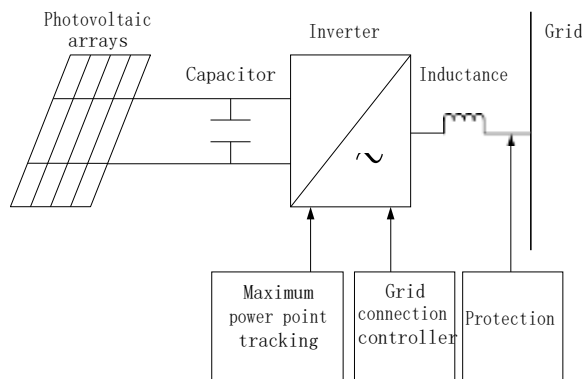 Photovoltaic
arrays
Capacitor
Inverter
Inductance
Grid
Maximum
power point
tracking
Grid
connection
controller
Protection